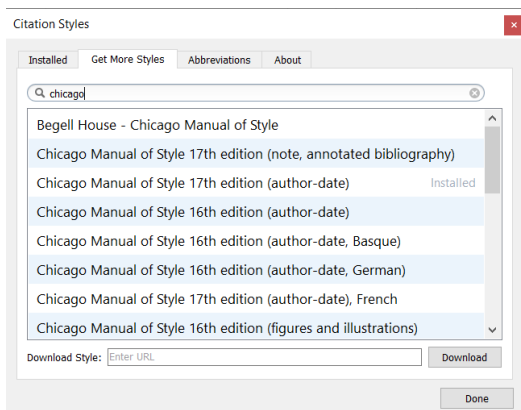 Citation Styles
Installed Get More Styles Abbreviations About
chicago
Begell House - Chicago Manual of Style
Chicago Manual of Style 17th edition (note, annotated bibliography)
Chicago Manual of Style 17th edition (author-date) Installed
Chicago Manual of Style 16th edition (author-date)
Chicago Manual of Style 16th edition (author-date, Basque)
Chicago Manual of Style 16th edition (author-date, German)
Chicago Manual of Style 17th edition (author-date), French
Chicago Manual of Style 16th edition (figures and illustrations)
Download Style: Enter URL Download
Done